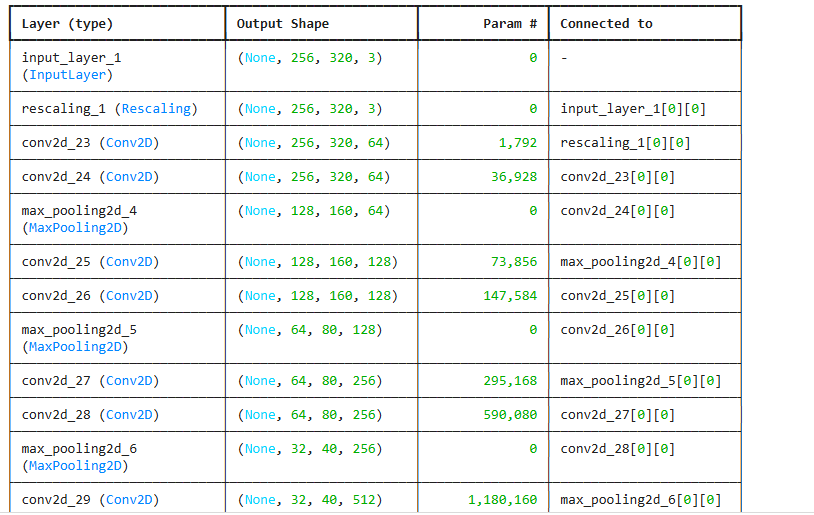 Layer (type) Output Shape Param # Connected to
input_layer_1 (None, 256, 320, 3) 0 -
(InputLayer)
rescaling_1 (Rescaling) (None, 256, 320, 3) 0 input_layer_1[0][0]
conv2d_23 (Conv2D) (None, 256, 320, 64) 1,792 rescaling_1[0][0]
conv2d_24 (Conv2D) (None, 256, 320, 64) 36,928 conv2d_23[0][0]
max_pooling2d_4 (None, 128, 160, 64) 0 conv2d_24[0][0]
(MaxPooling2D)
conv2d_25 (Conv2D) (None, 128, 160, 128) 73,856 max_pooling2d_4[0][0]
conv2d_26 (Conv2D) (None, 128, 160, 128) 147,584 conv2d_25[0][0]
max_pooling2d_5 (None, 64, 80, 128) 0 conv2d_26[0][0]
(MaxPooling2D)
conv2d_27 (Conv2D) (None, 64, 80, 256) 295,168 max_pooling2d_5[0][0]
conv2d_28 (Conv2D) (None, 64, 80, 256) 590,080 conv2d_27[0][0]
max_pooling2d_6 (None, 32, 40, 256) 0 conv2d_28[0][0]
(MaxPooling2D)
conv2d_29 (Conv2D) (None, 32, 40, 512) 1,180,160 max_pooling2d_6[0][0]